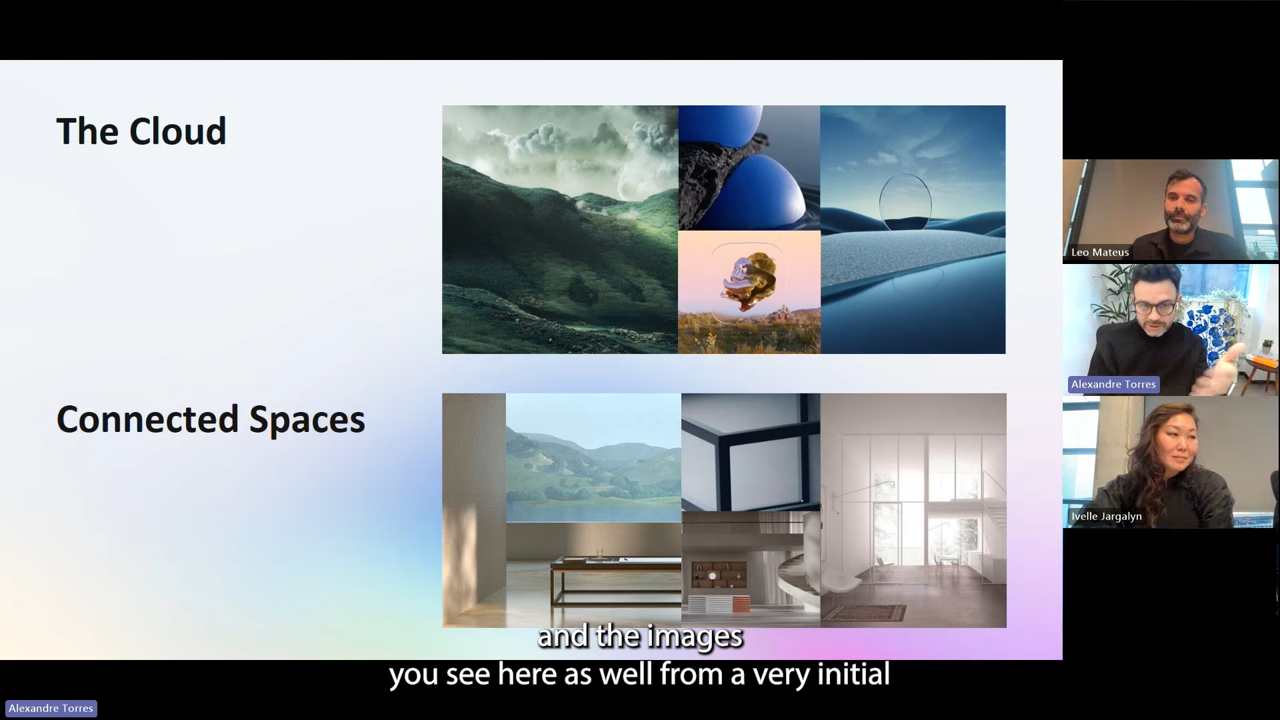 The Cloud
Connected Spaces
Leo Mateus
Alexandre Torres
Ivelle Jargalyn
and the images
you see here as well from a very initial
Alexandre Torres